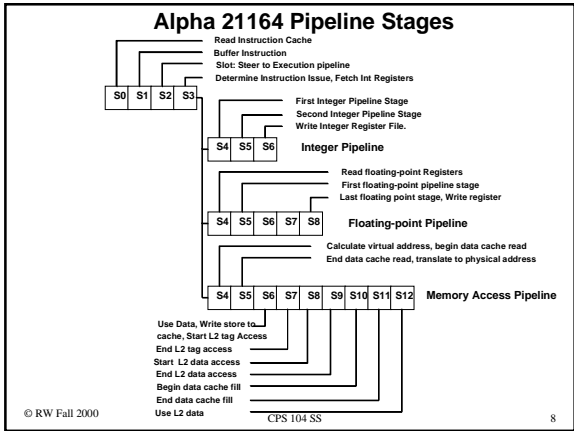 Alpha 21164 Pipeline Stages
Read Instruction Cache
Buffer Instruction
Slot: Steer to Execution pipeline
Determine Instruction Issue, Fetch Int Registers
S0 S1 S2 S3
First Integer Pipeline Stage
Second Integer Pipeline Stage
Write Integer Register File.
S4 S5 S6 Integer Pipeline
Read floating-point Registers
First floating-point pipeline stage
Last floating point stage, Write register
S4 S5 S6 S7 S8 Floating-point Pipeline
Calculate virtual address, begin data cache read
End data cache read, translate to physical address
S4 S5 S6 S7 S8 S9 S10 S11 S12 Memory Access Pipeline
Use Data, Write store to
cache, Start L2 tag Access
End L2 tag access
Start L2 data access
End L2 data access
Begin data cache fill
End data cache fill
Use L2 data
© RW Fall 2000 CPS 104 SS 8